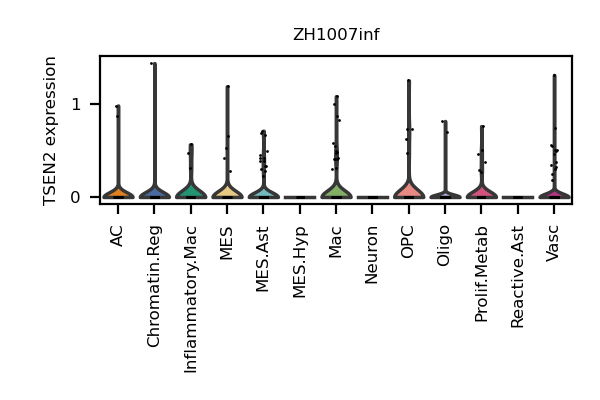 ZH1007inf
TSEN2 expression
1
0
AC
Chromatin.Reg
Inflammatory.Mac
MES
MES.Ast
MES.Hyp
Mac
Neuron
OPC
Oligo
Prolif.Metab
Reactive.Ast
Vasc